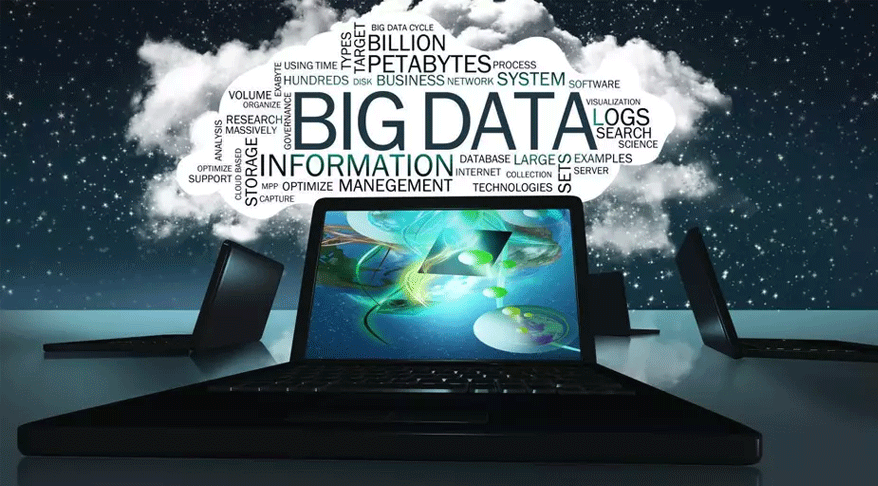 BIG DATA CYCLE
TYPES
TARGET
BILLION
PETABYTES
PROCESS
USING TIME
EXABYTE
HUNDREDS
DISK
BUSINESS
NETWORK
SYSTEM
SOFTWARE
VOLUME
ORGANIZE
GOVERNANCE
BIG DATA
VISUALIZATION
LOGS
SEARCH
SCIENCE
RESEARCH
MASSIVELY
ANALYSIS
STORAGE
CLOUD BASED
INFORMATION
DATABASE
LARGE
SETS
EXAMPLES
OPTIMIZE
SUPPORT
INTERNET
COLLECTION
SERVER
MPP
OPTIMIZE
MANEGEMENT
TECHNOLOGIES
CAPTURE